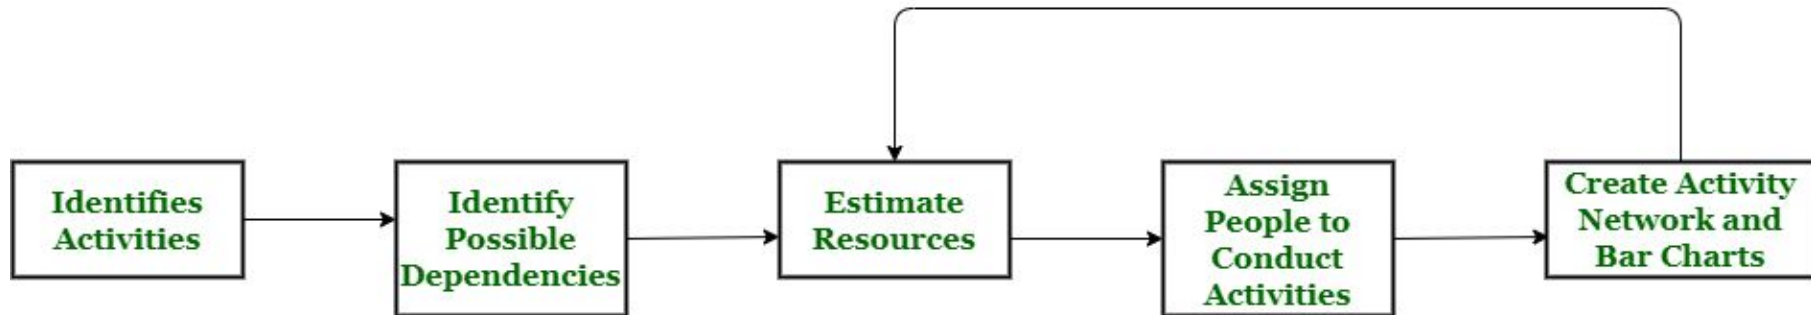 Identifies
Activities
Identify
Possible
Dependencies
Estimate
Resources
Assign
People to
Conduct
Activities
Create Activity
Network and
Bar Charts